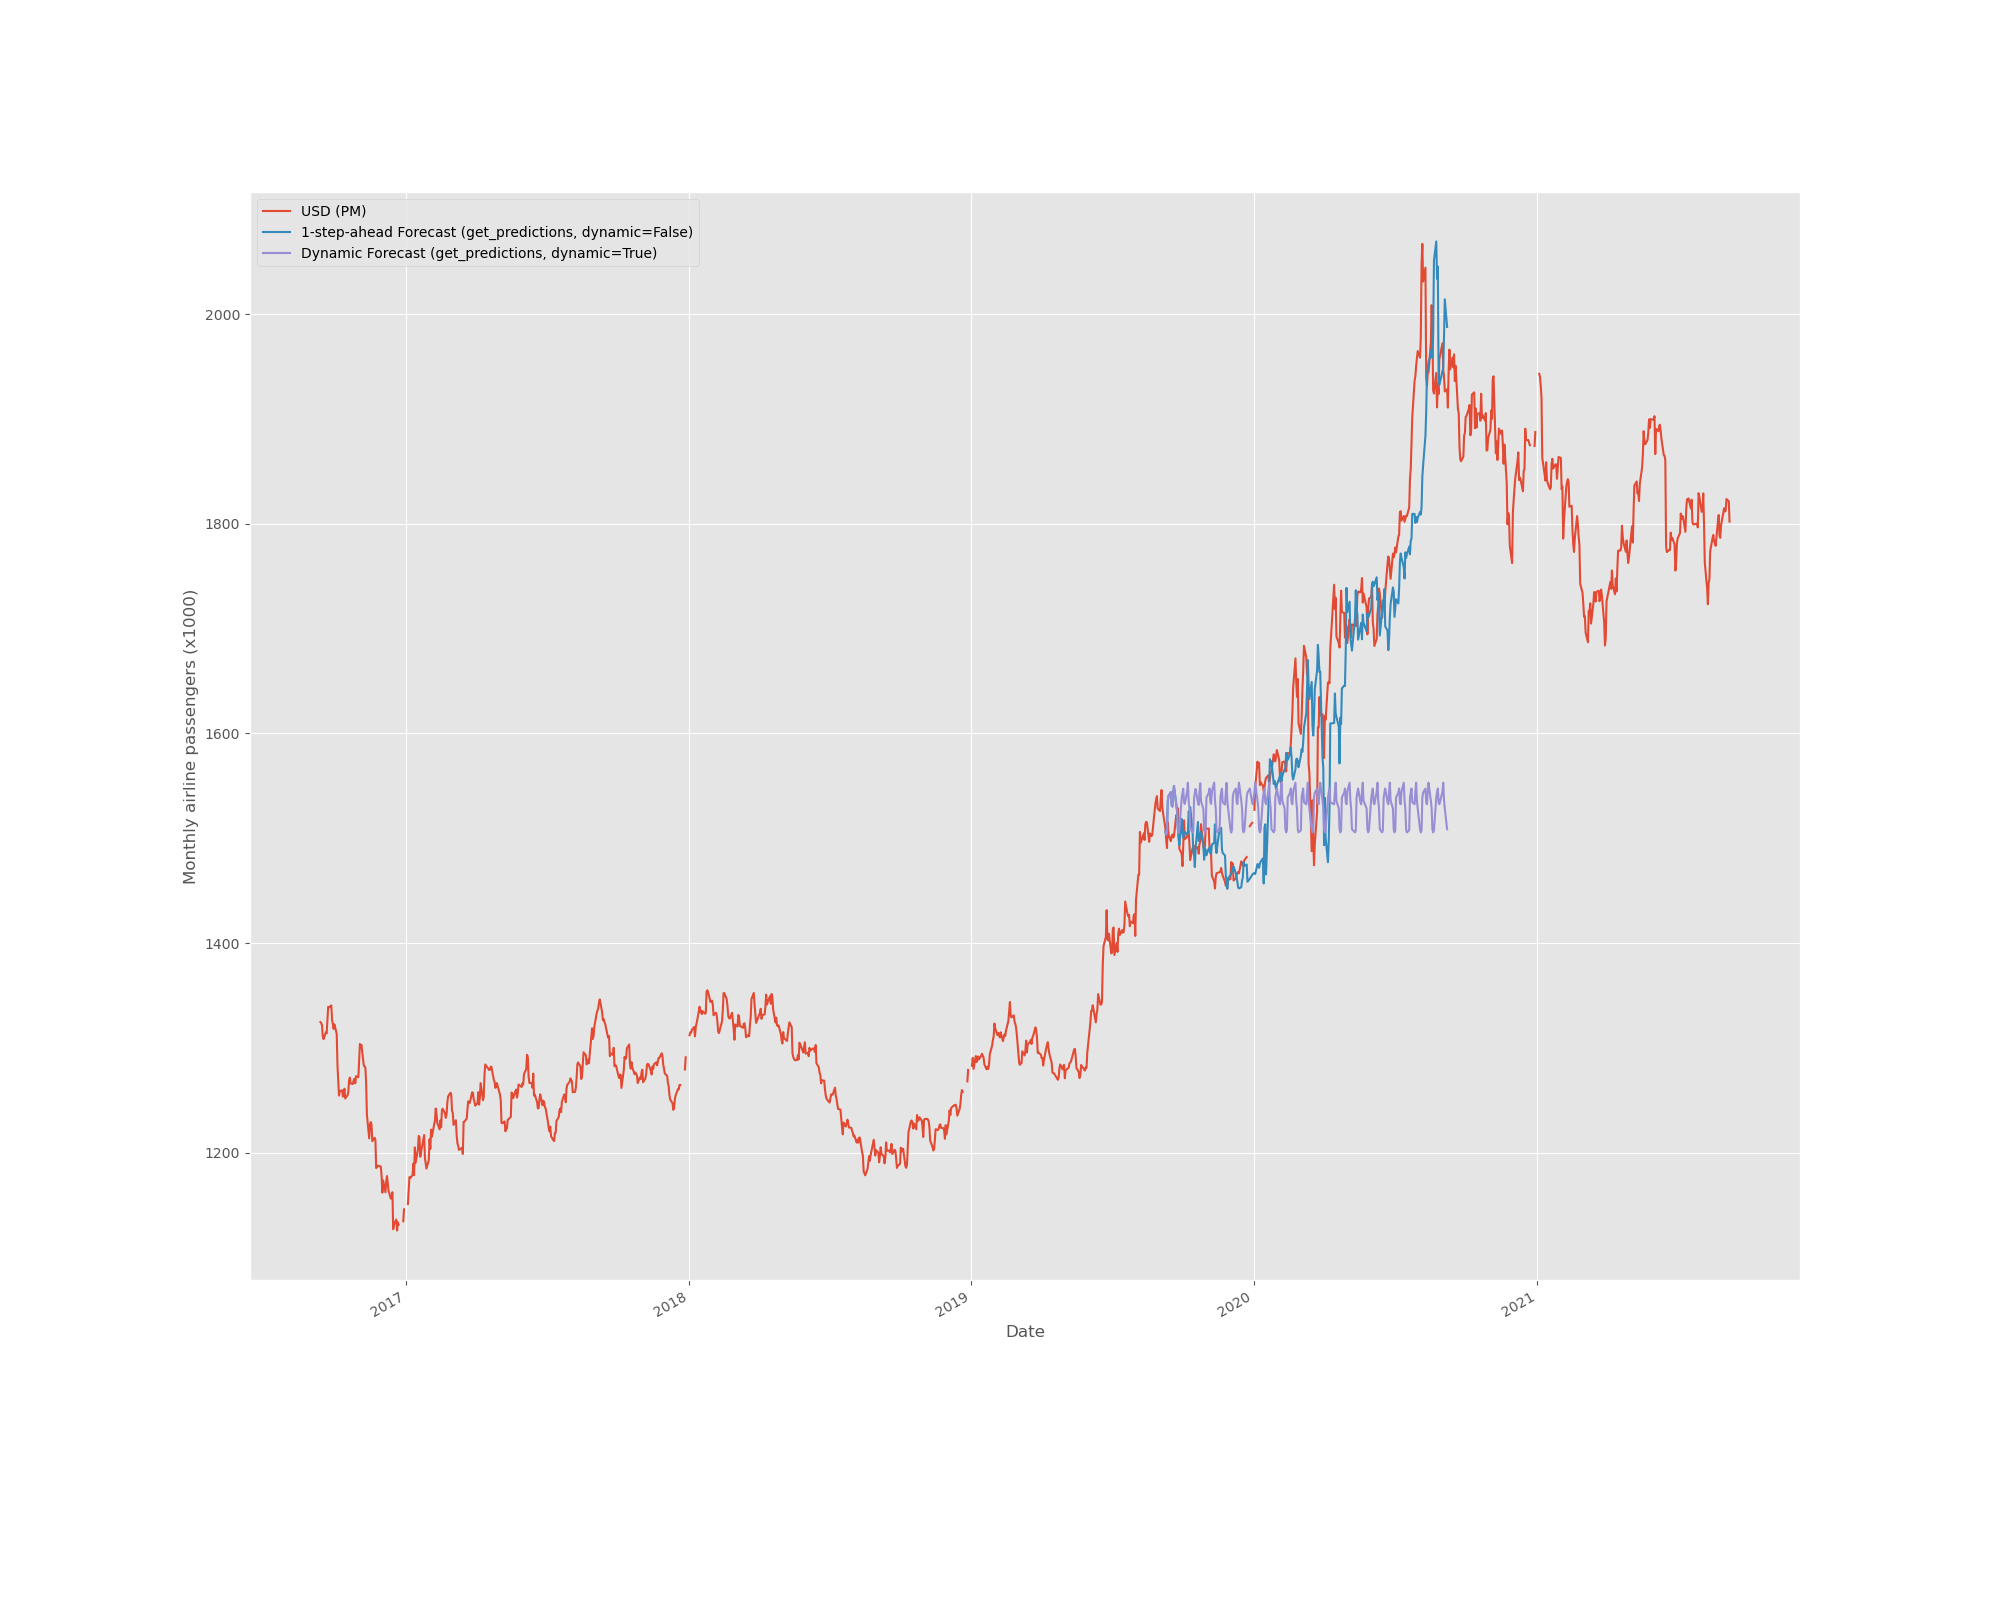 USD (PM)
1-step-ahead Forecast (get_predictions, dynamic=False)
Dynamic Forecast (get_predictions, dynamic=True)
2000
1800
1600
1400
1200
Monthly airline passengers (x1000)
2017
2018
2019
2020
2021
Date